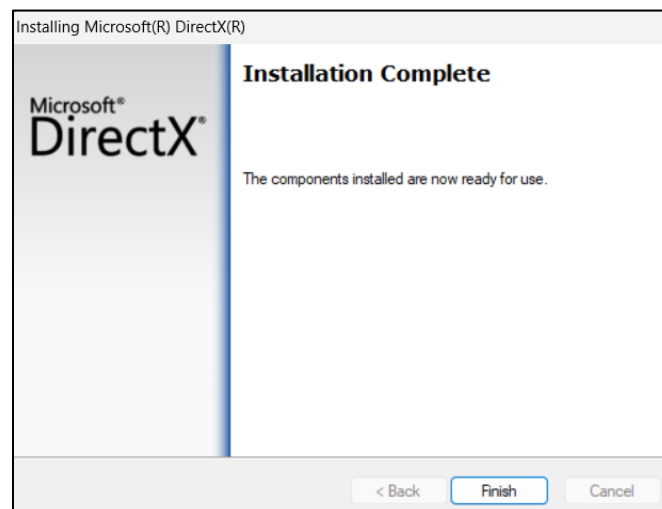 Installing Microsoft(R) DirectX(R)
Installation Complete
Microsoft®
DirectX®
The components installed are now ready for use.
< Back Finish Cancel